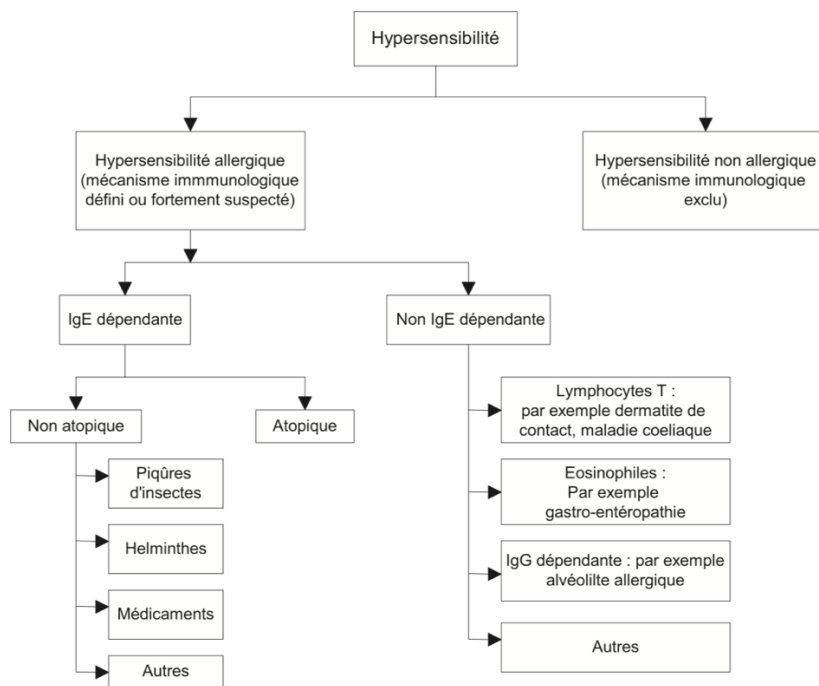 Hypersensibilité
Hypersensibilité allergique
(mécanisme immmunologique
défini ou fortement suspecté)
Hypersensibilité non allergique
(mécanisme immunologique
exclu)
IgE dépendante
Non IgE dépendante
Non atopique
Atopique
Piqûres
d'insectes
Helminthes
Médicaments
Autres
Lymphocytes T :
par exemple dermatite de
contact, maladie coeliaque
Eosinophiles :
Par exemple
gastro-entéropathie
IgG dépendante : par exemple
alvéolilte allergique
Autres